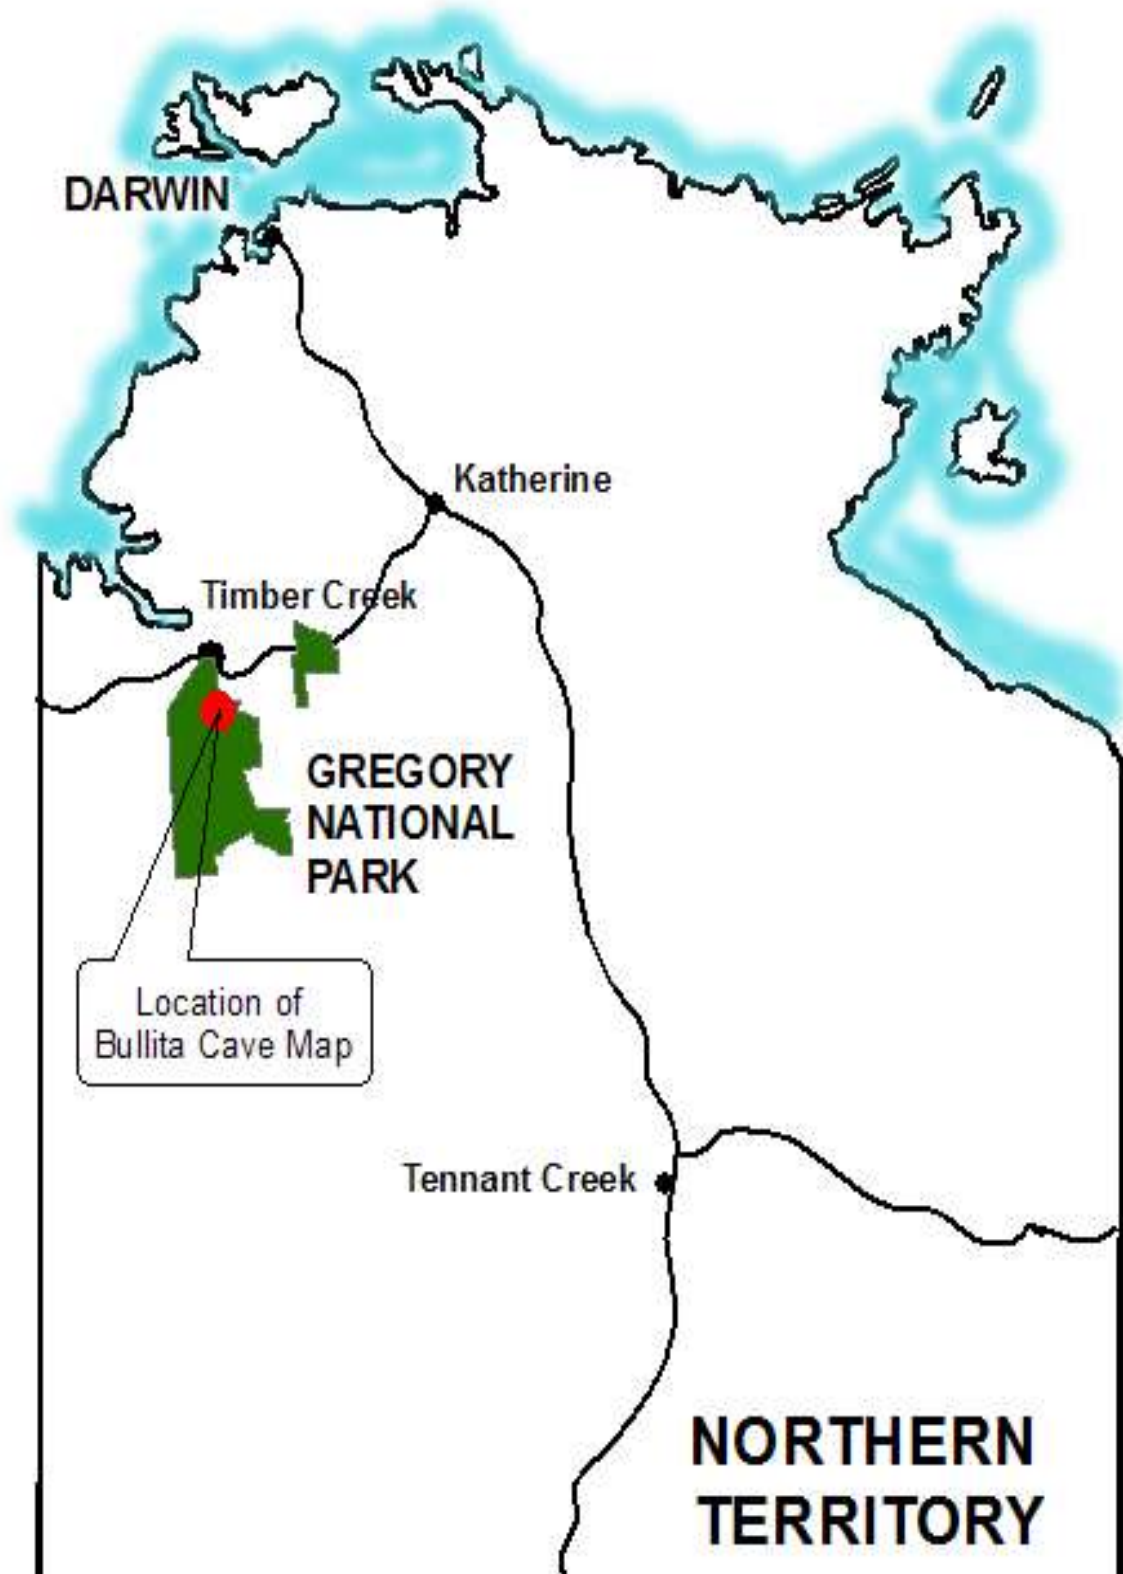 DARWIN
Katherine
Timber Creek
GREGORY
NATIONAL
PARK
Location of
Bullita Cave Map
Tennant Creek
NORTHERN
TERRITORY